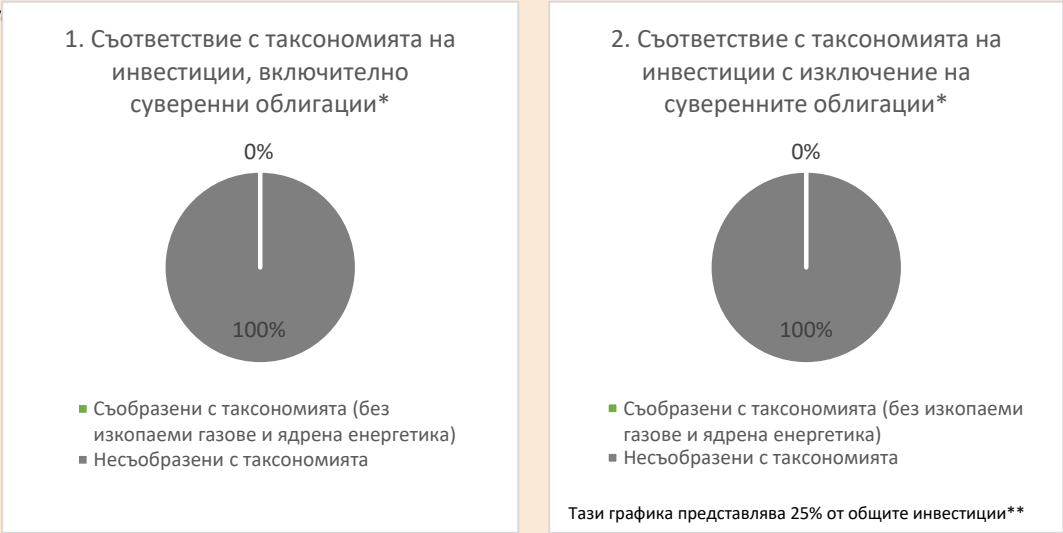 1. Съответствие с таксономията на
инвестиции, включително
суверенни облигации*
0%
100%
Съобразени с таксономията (без
изкопаеми газове и ядрена енергетика)
Несъобразени с таксономията
2. Съответствие с таксономията на
инвестиции с изключение на
суверенните облигации*
0%
100%
Съобразени с таксономията (без изкопаеми
газове и ядрена енергетика)
Несъобразени с таксономията
Тази графика представлява 25% от общите инвестиции**